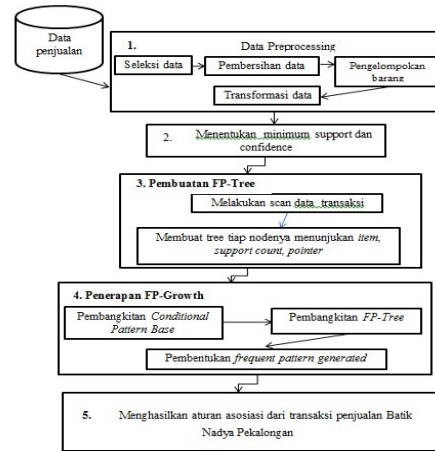 Data
penjualan
1. Data Preprocessing
Seleksi data
Pembersihan data
Pengelompokan
barang
Transformasi data
2. Menentukan minimum support dan
confidence
3. Pembuatan FP-Tree
Melakukan scan data transaksi
Membuat tree tiap nodenya menunjukan item,
support count, pointer
4. Penerapan FP-Growth
Pembangkitan Conditional
Pattern Base
Pembangkitan FP-Tree
Pembentukan frequent pattern generated
5. Menghasilkan aturan asosiasi dari transaksi penjualan Batik
Nadya Pekalongan